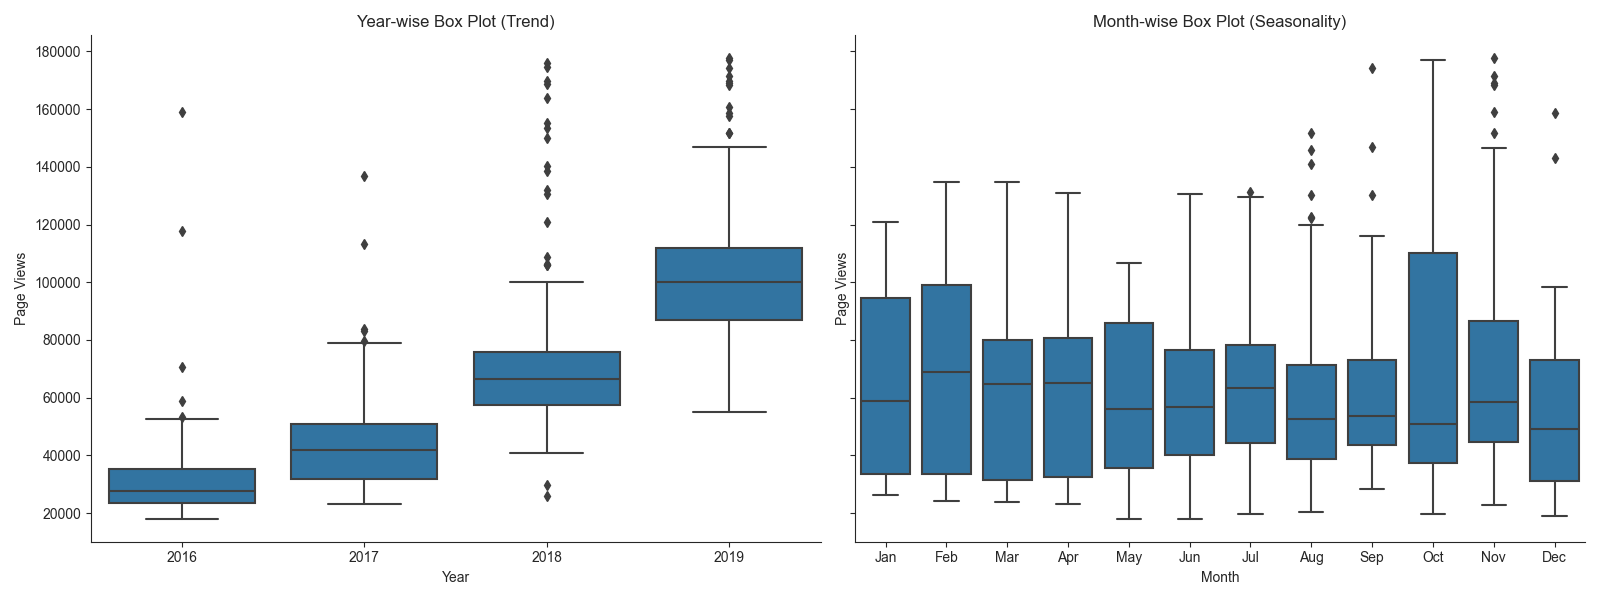 Year-wise Box Plot (Trend)
Page Views
180000
160000
140000
120000
100000
80000
60000
40000
20000
2016 2017 2018 2019
Year
Month-wise Box Plot (Seasonality)
Page Views
Jan Feb Mar Apr May Jun Jul Aug Sep Oct Nov Dec
Month